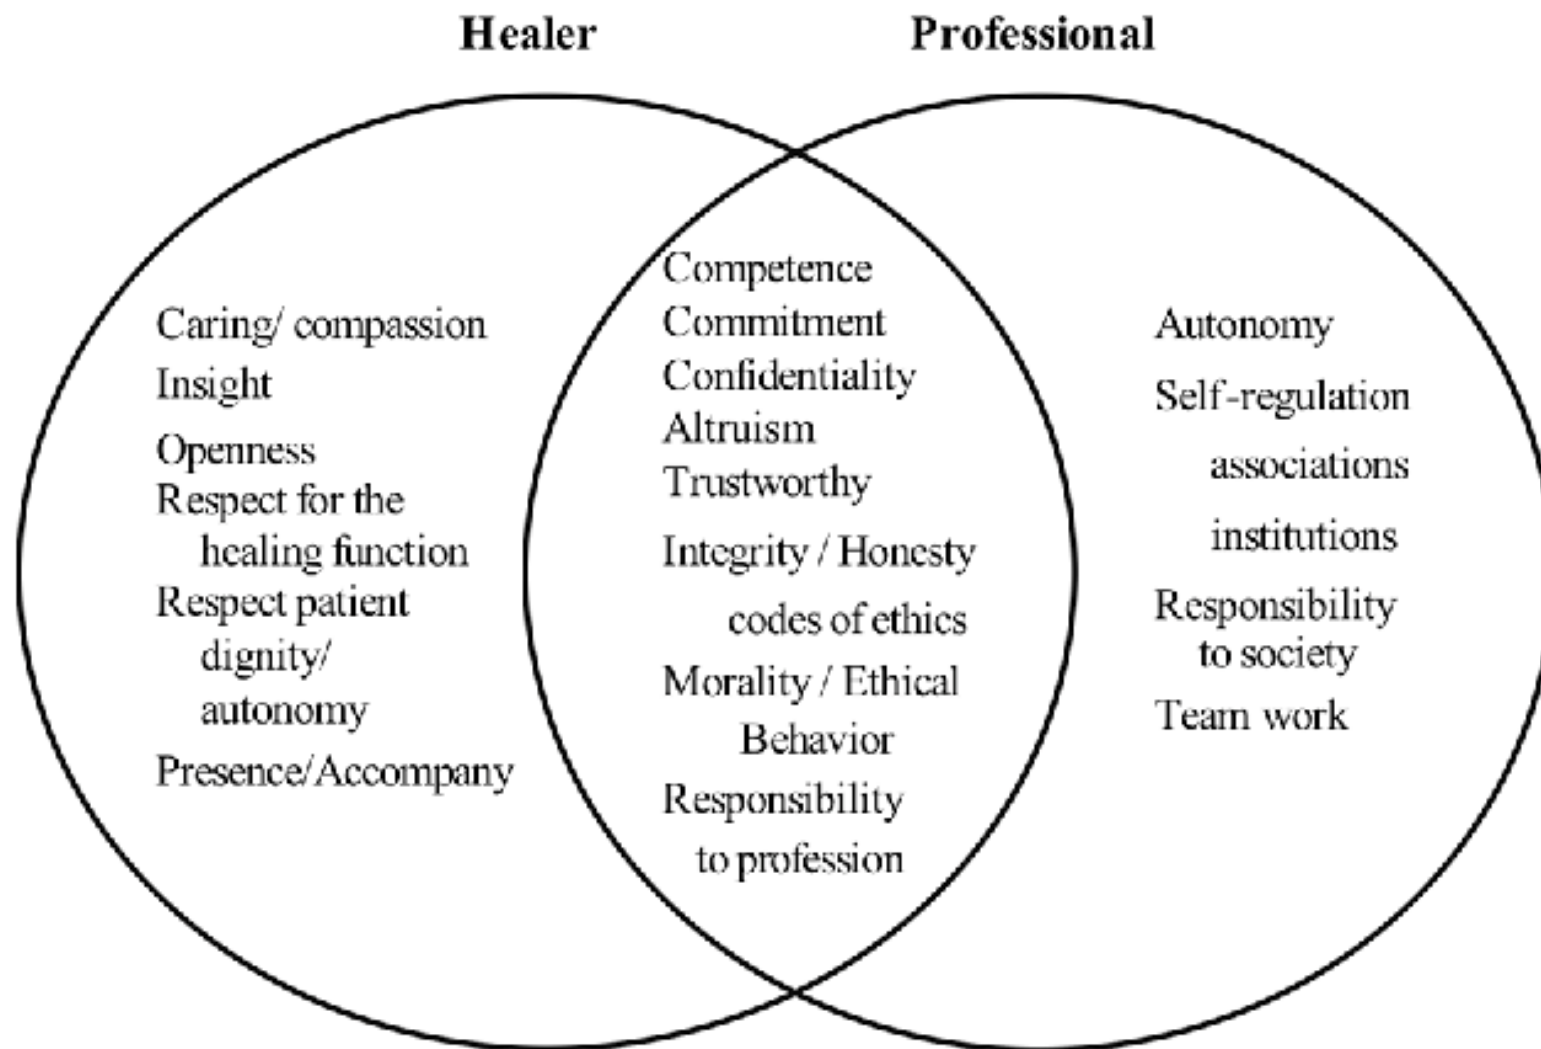 Healer
Professional
Caring/ compassion
Insight
Openness
Respect for the
healing function
Respect patient
dignity/
autonomy
Presence/Accompany
Competence
Commitment
Confidentiality
Altruism
Trustworthy
Integrity / Honesty
codes of ethics
Morality / Ethical
Behavior
Responsibility
to profession
Autonomy
Self-regulation
associations
institutions
Responsibility
to society
Team work